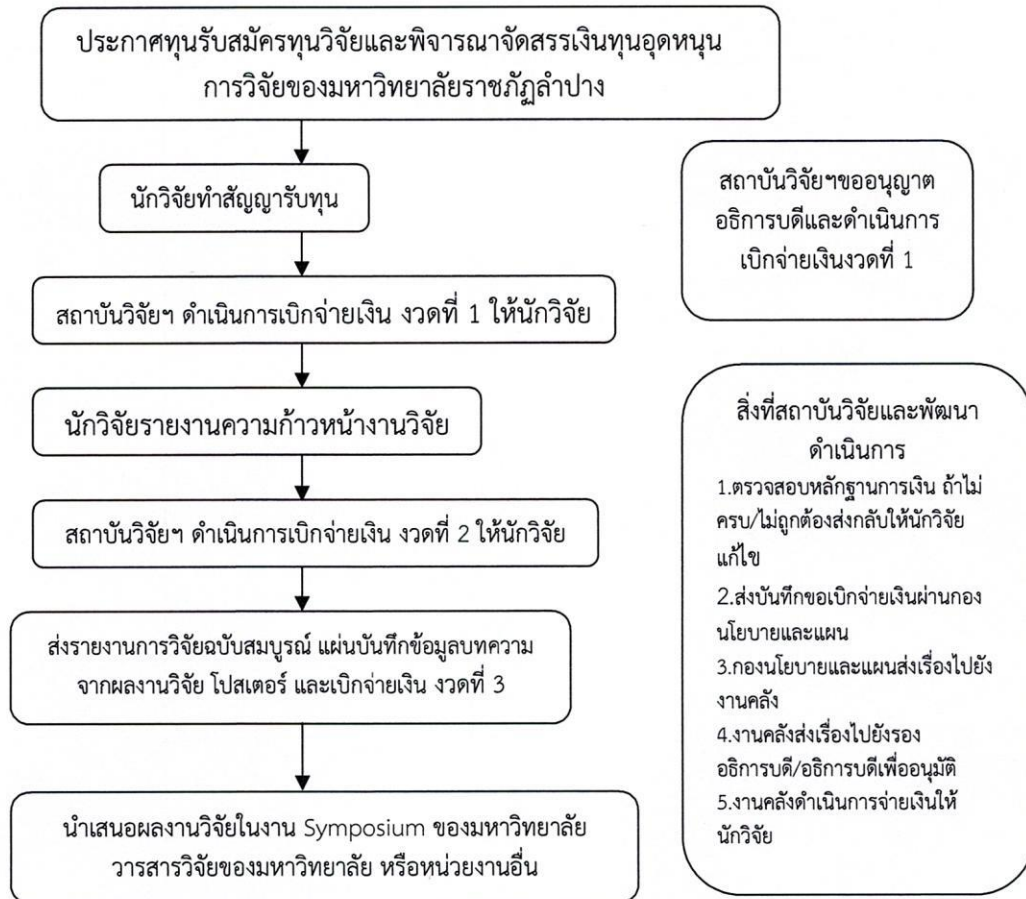 ประกาศทุนรับสมัครทุนวิจัยและพิจารณาจัดสรรเงินทุนอุดหนุน
การวิจัยของมหาวิทยาลัยราชภัฏลำปาง
นักวิจัยทำสัญญารับทุน
สถาบันวิจัยฯ ดำเนินการเบิกจ่ายเงิน งวดที่ 1 ให้นักวิจัย
นักวิจัยรายงานความก้าวหน้างานวิจัย
สถาบันวิจัยฯ ดำเนินการเบิกจ่ายเงิน งวดที่ 2 ให้นักวิจัย
ส่งรายงานการวิจัยฉบับสมบูรณ์ แผ่นบันทึกข้อมูลบทความ
จากผลงานวิจัย โปสเตอร์ และเบิกจ่ายเงิน งวดที่ 3
นำเสนอผลงานวิจัยในงาน Symposium ของมหาวิทยาลัย
วารสารวิจัยของมหาวิทยาลัย หรือหน่วยงานอื่น
สถาบันวิจัยฯขออนุญาต
อธิการบดีและดำเนินการ
เบิกจ่ายเงินงวดที่ 1
สิ่งที่สถาบันวิจัยและพัฒนา
ดำเนินการ
1.ตรวจสอบหลักฐานการเงิน ถ้าไม่
ครบ/ไม่ถูกต้องส่งกลับให้นักวิจัย
แก้ไข
2.ส่งบันทึกขอเบิกจ่ายเงินผ่านกอง
นโยบายและแผน
3.กองนโยบายและแผนส่งเรื่องไปยัง
งานคลัง
4.งานคลังส่งเรื่องไปยังรอง
อธิการบดี/อธิการบดีเพื่ออนุมัติ
5.งานคลังดำเนินการจ่ายเงินให้
นักวิจัย